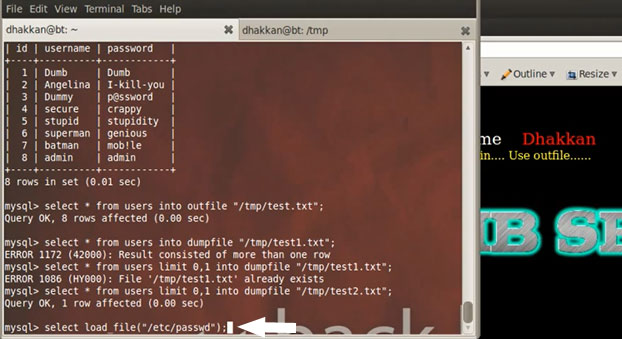 File Edit View Terminal Tabs Help
dhakkan@bt: ~
dhakkan@bt: /tmp
| id | username | password |
+----+----------+------------+
| 1 | Dumb | Dumb |
| 2 | Angelina | I-kill-you |
| 3 | Dummy | p@ssword |
| 4 | secure | crappy |
| 5 | stupid | stupidity |
| 6 | superman | genious |
| 7 | batman | mob!le |
| 8 | admin | admin |
+----+----------+------------+
8 rows in set (0.01 sec)
mysql> select * from users into outfile "/tmp/test.txt";
Query OK, 8 rows affected (0.00 sec)
mysql> select * from users into dumpfile "/tmp/test1.txt";
ERROR 1172 (42000): Result consisted of more than one row
mysql> select * from users limit 0,1 into dumpfile "/tmp/test1.txt";
ERROR 1086 (HY000): File '/tmp/test1.txt' already exists
mysql> select * from users limit 0,1 into dumpfile "/tmp/test2.txt";
Query OK, 1 row affected (0.00 sec)
mysql> select load_file("/etc/passwd");
Outline
Resize
me Dhakkan
in.... Use outfile......
back